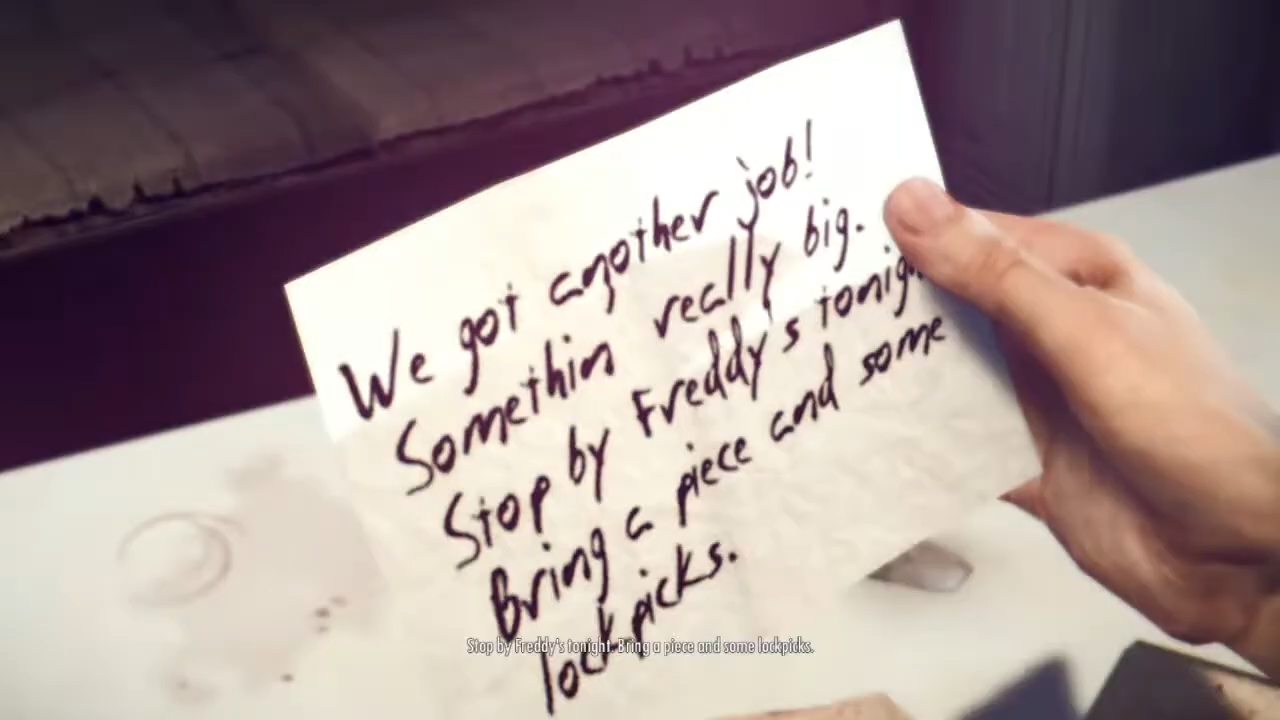 We got another job!
Somethin really big.
Stop by Freddy's tonigh
Bring a piece and some
lockpicks.
Stop by Freddy's tonight. Bring a piece and some lockpicks.